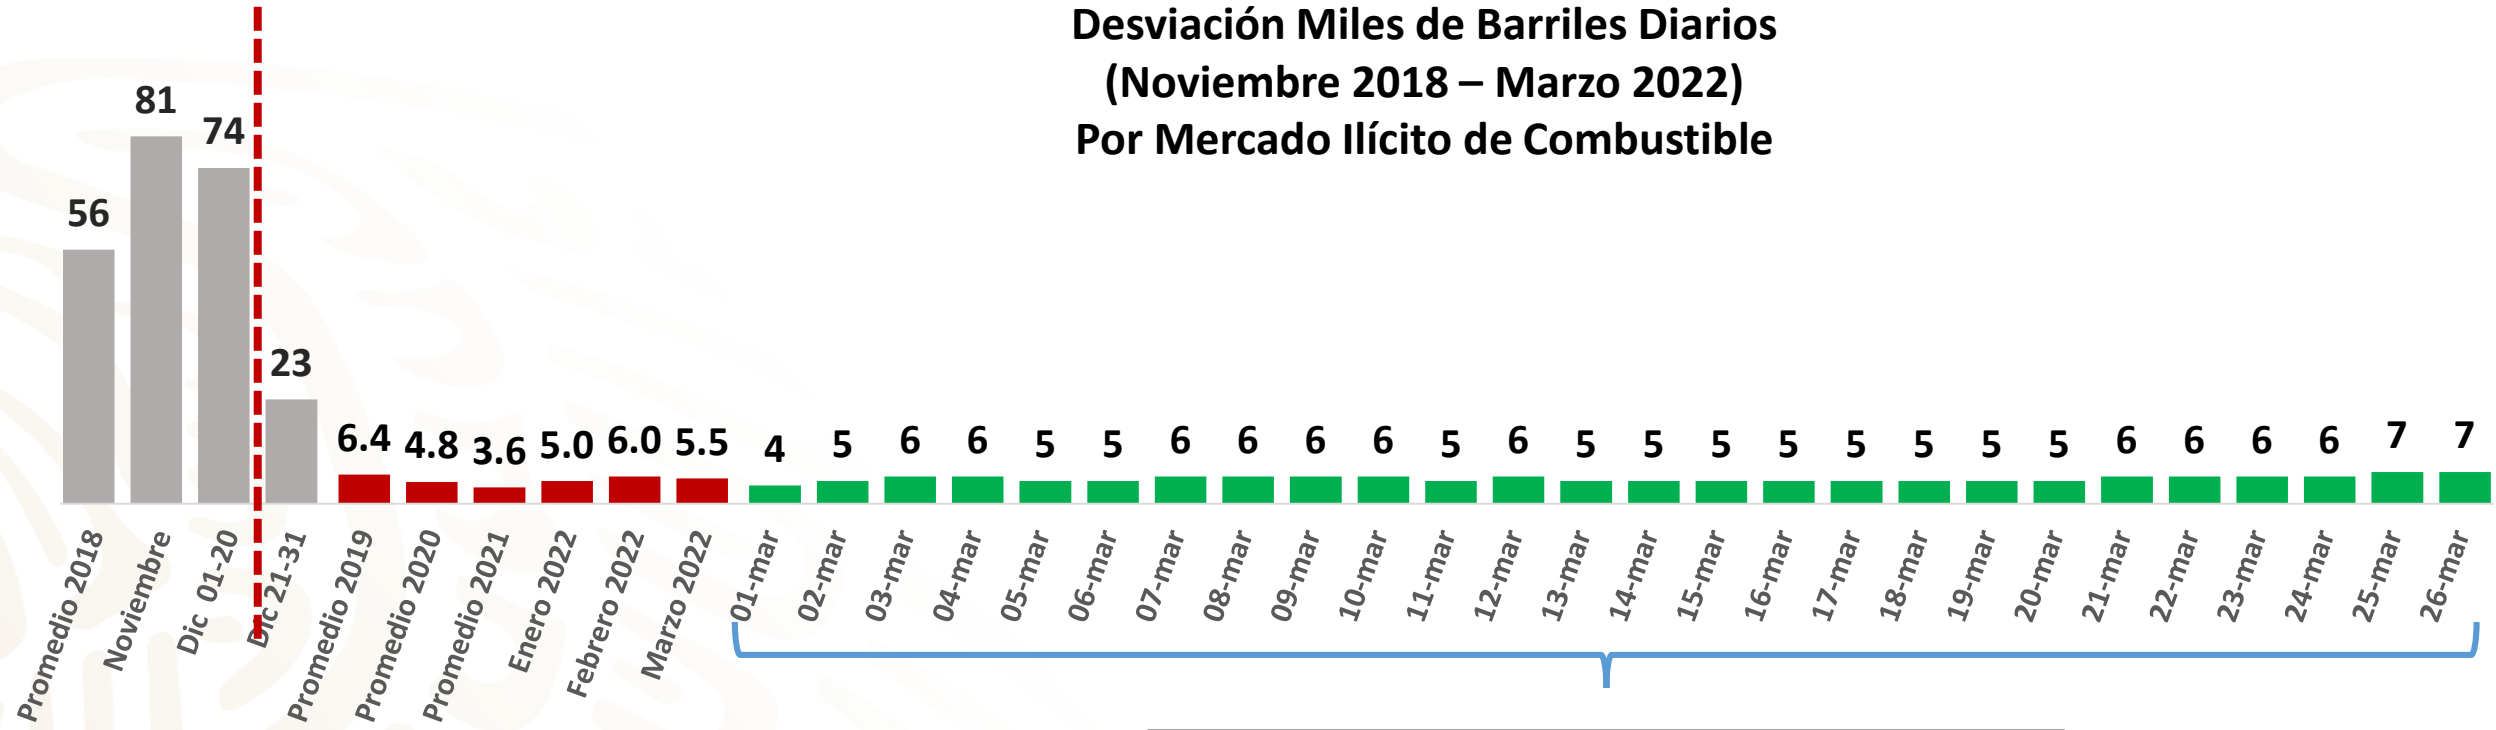 Desviación Miles de Barriles Diarios
(Noviembre 2018 – Marzo 2022)
Por Mercado Ilícito de Combustible
56
81
74
23
6.4
4.8
3.6
5.0
6.0
5.5
4
5
6
6
5
5
6
6
6
6
5
6
5
5
5
5
5
5
5
5
6
6
6
6
7
7
Promedio 2018
Noviembre
Dic 01-20
Dic 21-31
Promedio 2019
Promedio 2020
Promedio 2021
Enero 2022
Febrero 2022
Marzo 2022
01-mar
02-mar
03-mar
04-mar
05-mar
06-mar
07-mar
08-mar
09-mar
10-mar
11-mar
12-mar
13-mar
14-mar
15-mar
16-mar
17-mar
18-mar
19-mar
20-mar
21-mar
22-mar
23-mar
24-mar
25-mar
26-mar